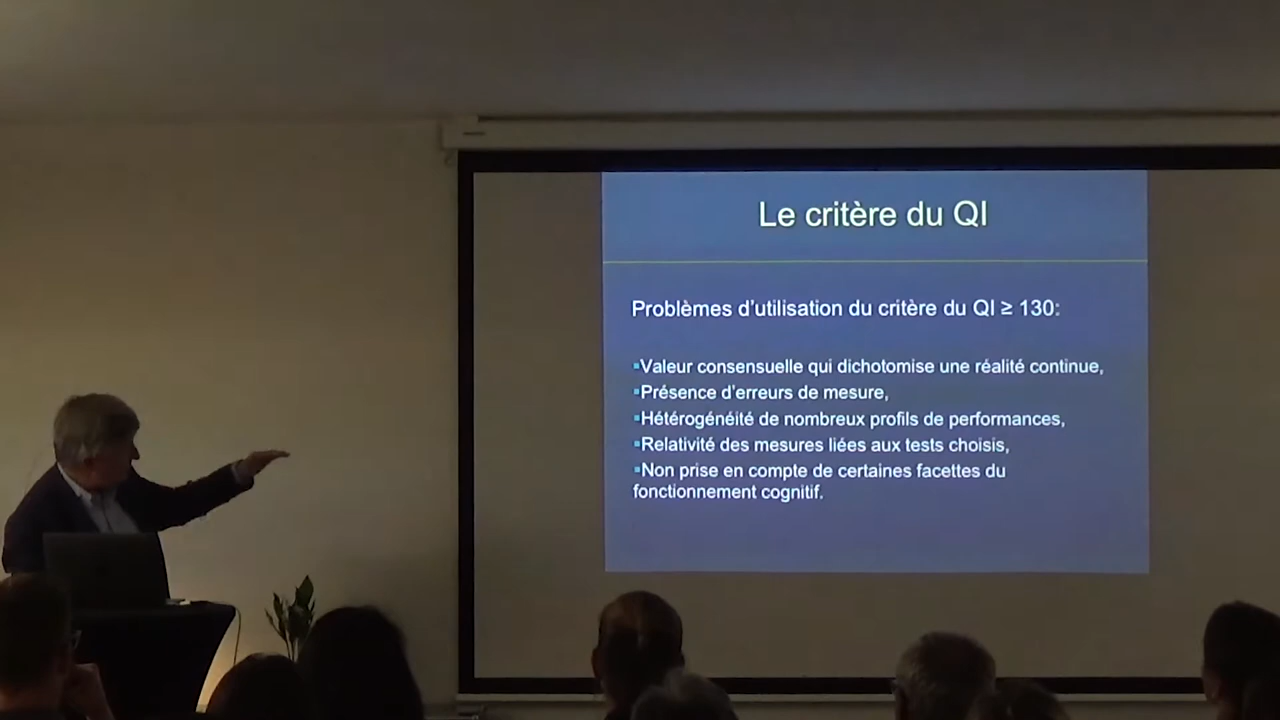 Le critère du QI
Problèmes d'utilisation du critère du QI ≥ 130:
▪Valeur consensuelle qui dichotomise une réalité continue,
▪Présence d'erreurs de mesure,
▪Hétérogénéité de nombreux profils de performances,
▪Relativité des mesures liées aux tests choisis,
▪Non prise en compte de certaines facettes du
fonctionnement cognitif.